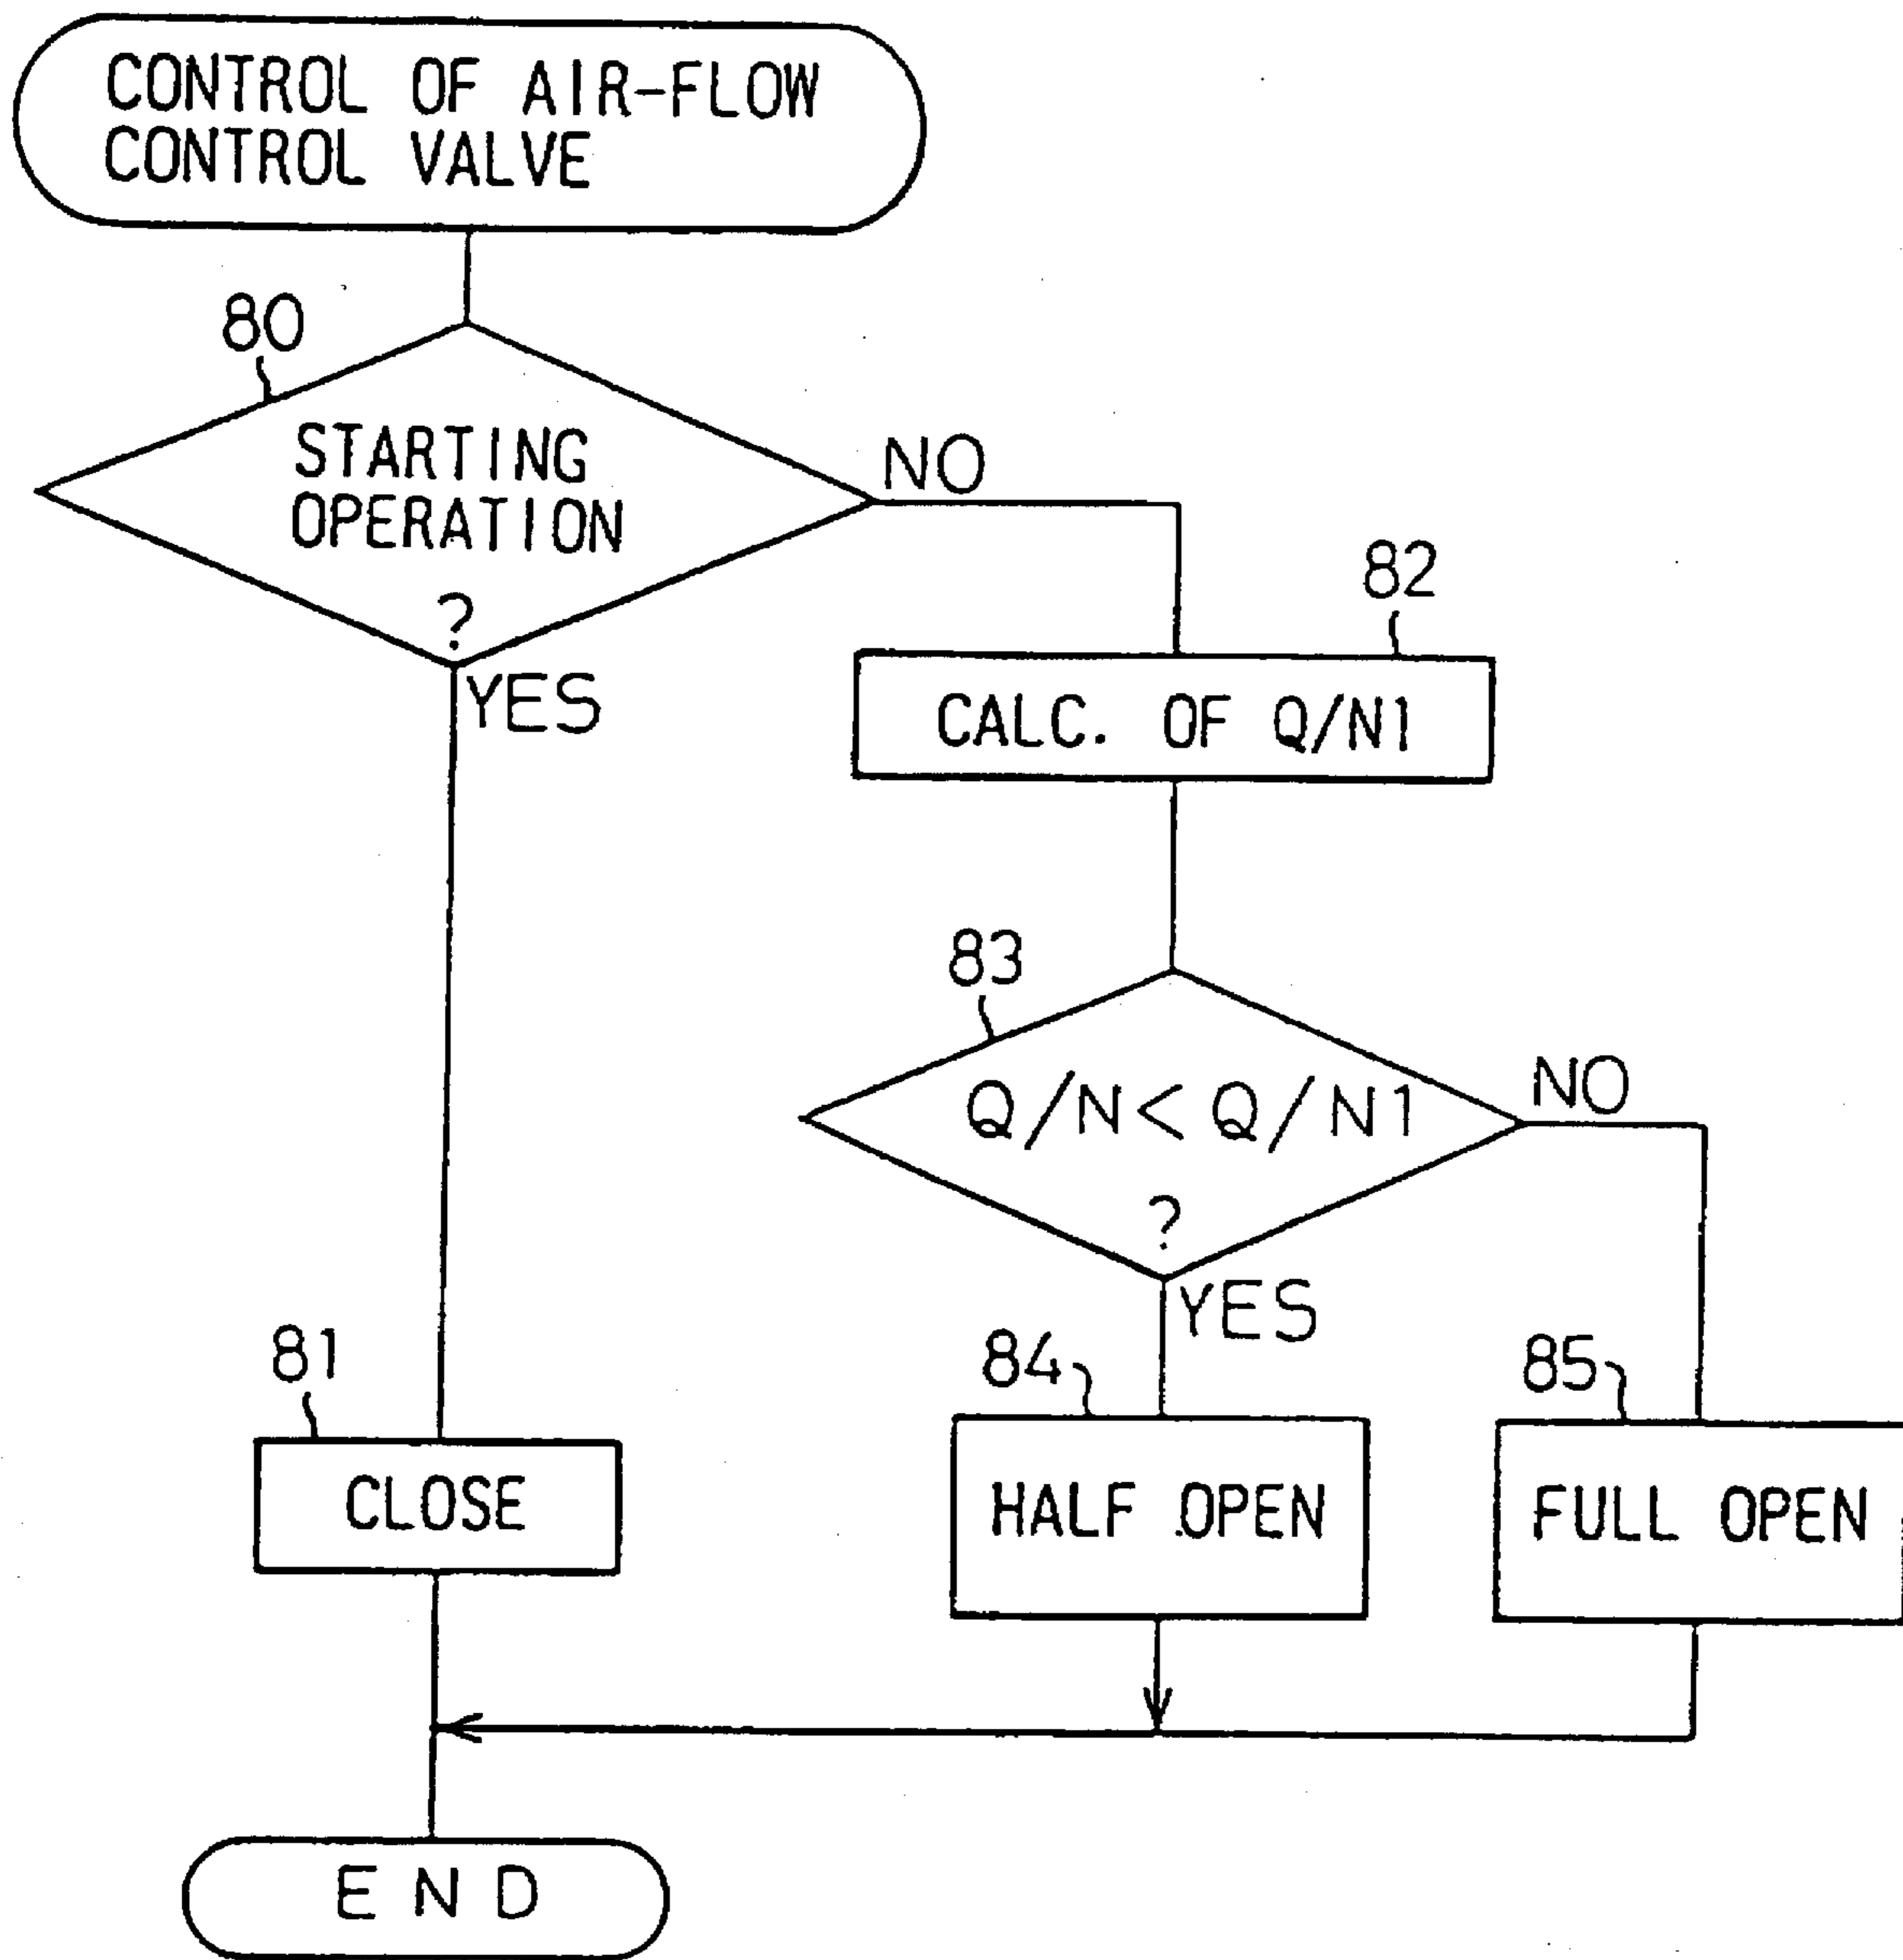 CONTROL OF AIR-FLOW
CONTROL VALVE
80
STARTING
OPERATION
?
NO
YES
82
CALC. OF Q/N1
83
Q/N<Q/N1
?
NO
YES
81
CLOSE
84
HALF OPEN
85
FULL OPEN
END